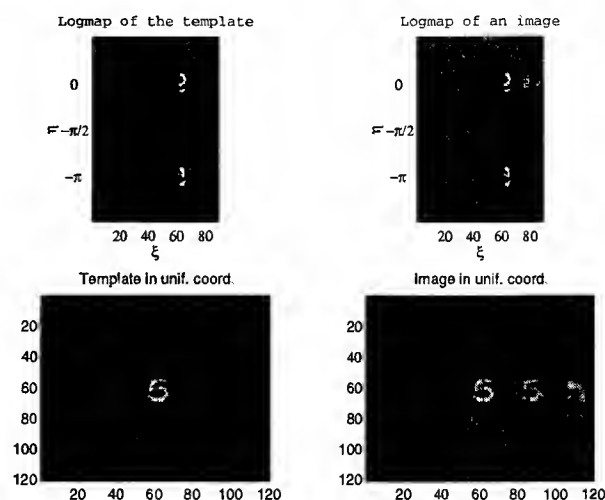 Logmap of the template
0
−π/2
−π
20 40 60 80
ξ
Logmap of an image
0
−π/2
−π
20 40 60 80
ξ
Template in unif. coord.
20
40
60
80
100
120
20 40 60 80 100 120
5
Image in unif. coord.
20
40
60
80
100
120
20 40 60 80 100 120
5 5